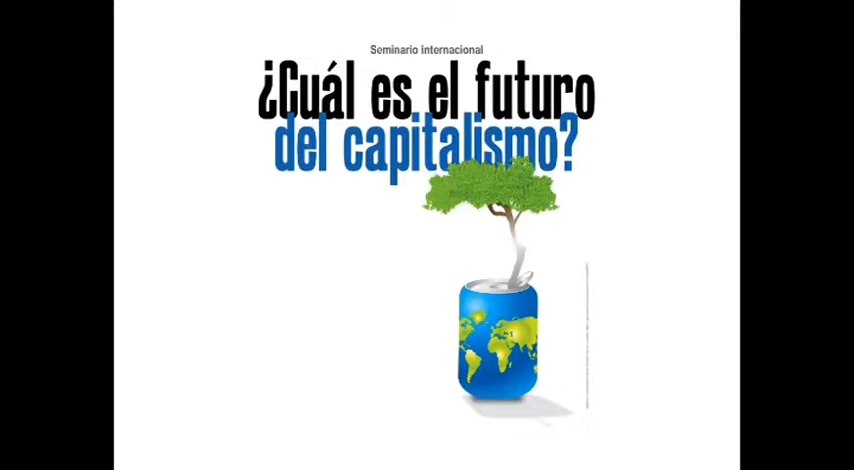 Seminario internacional
¿Cuál es el futuro
del capitalismo?